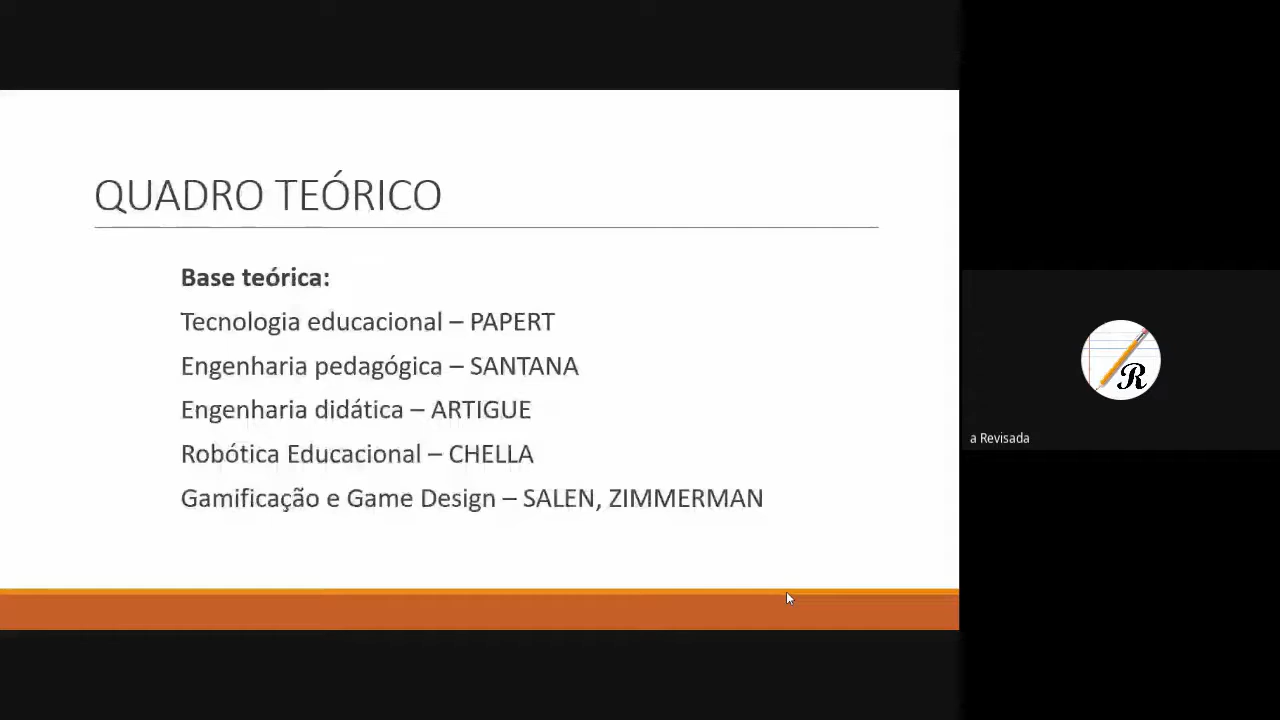 QUADRO TEÓRICO
Base teórica:
Tecnologia educacional – PAPERT
Engenharia pedagógica – SANTANA
Engenharia didática – ARTIGUE
Robótica Educacional – CHELLA
Gamificação e Game Design – SALEN, ZIMMERMAN
R
a Revisada